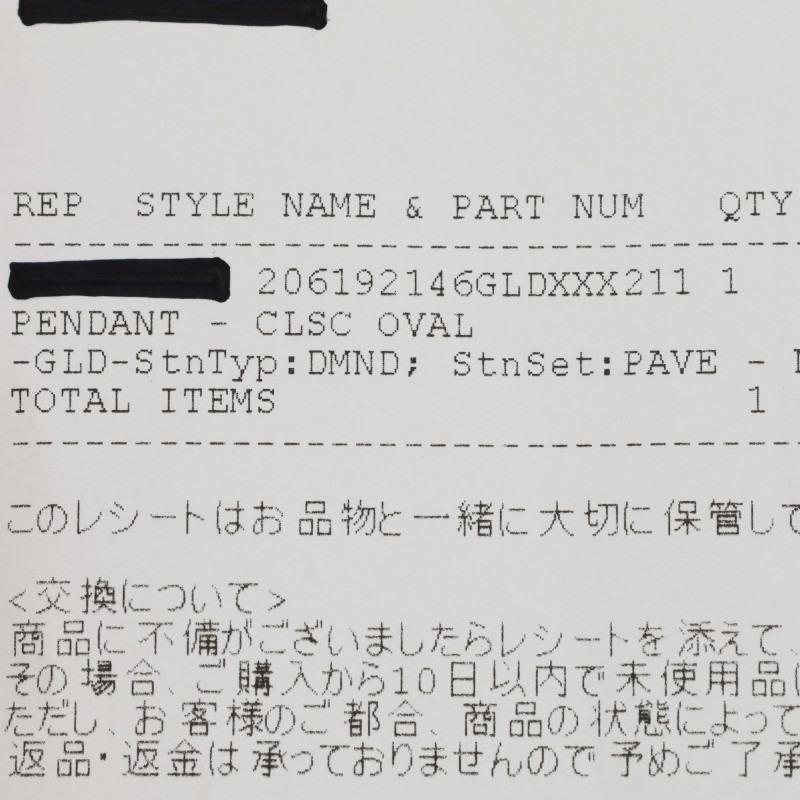 REP STYLE NAME & PART NUM QTY
206192146GLDXXX211 1
PENDANT - CLSC OVAL
-GLD-StnTyp:DMND; StnSet:PAVE -
TOTAL ITEMS 1
このレシートはお品物と一緒に大切に保管して
<交換について>
商品に不備がございましたらレシートを添えて、
その場合、ご購入から10日以内で未使用品に
ただし、お客様のご都合、商品の状態によって
返品・返金は承っておりませんので予めご了承